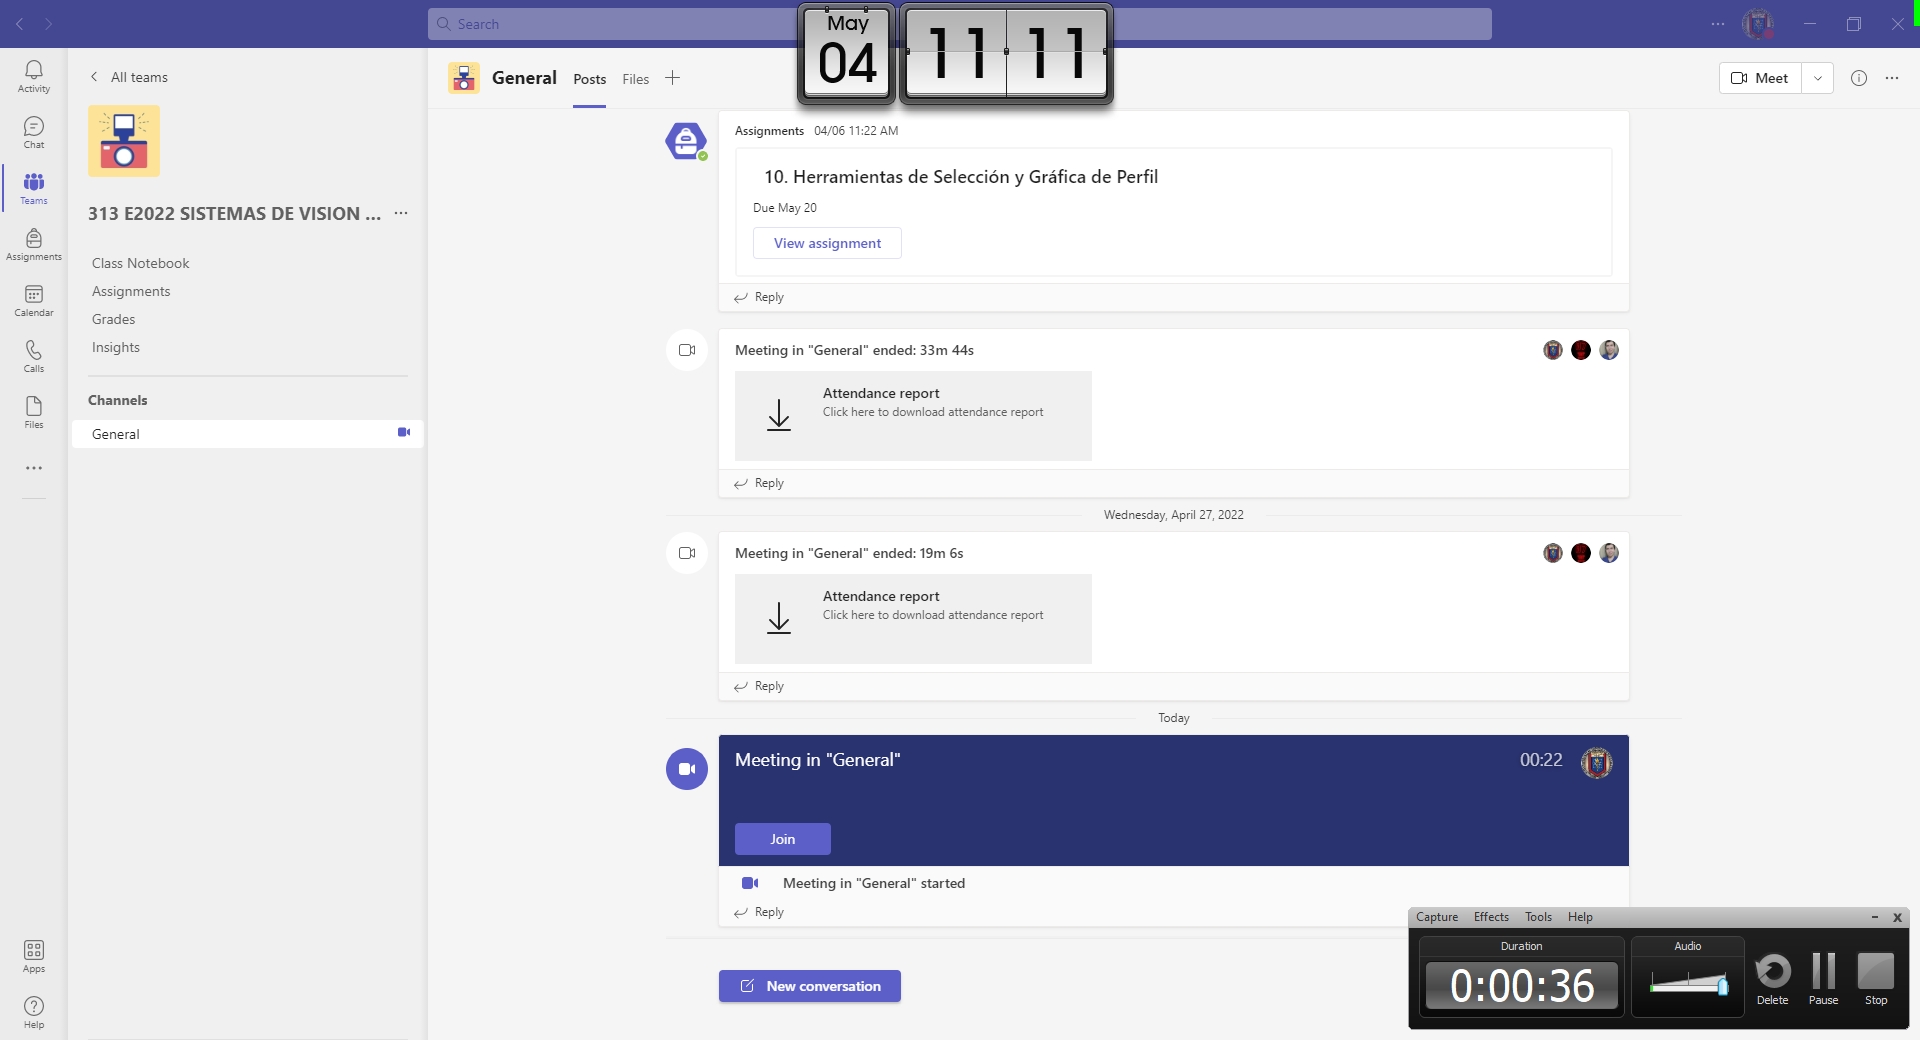 Search
May
04
11 11
Activity
Chat
Teams
Assignments
Calendar
Calls
Files
Apps
Help
All teams
313 E2022 SISTEMAS DE VISION ...
Class Notebook
Assignments
Grades
Insights
Channels
General
General Posts Files
Meet
Assignments 04/06 11:22 AM
10. Herramientas de Selección y Gráfica de Perfil
Due May 20
View assignment
Reply
Meeting in "General" ended: 33m 44s
Attendance report
Click here to download attendance report
Reply
Wednesday, April 27, 2022
Meeting in "General" ended: 19m 6s
Attendance report
Click here to download attendance report
Reply
Today
Meeting in "General" 00:22
Join
Meeting in "General" started
Reply
New conversation
Capture Effects Tools Help
Duration Audio
0:00:36
Delete Pause Stop